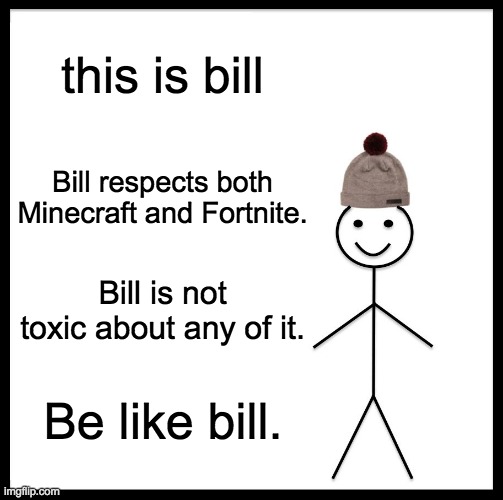 this is bill
Bill respects both
Minecraft and Fortnite.
Bill is not
toxic about any of it.
Be like bill.
imgflip.com